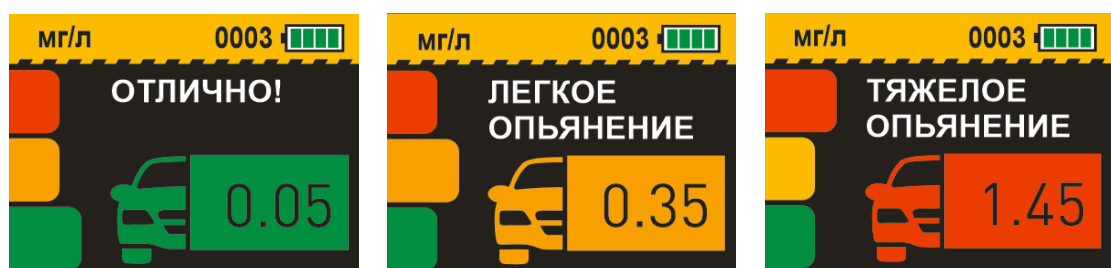 мг/л 0003
ОТЛИЧНО!
0.05
мг/л 0003
ЛЕГКОЕ
ОПЬЯНЕНИЕ
0.35
мг/л 0003
ТЯЖЕЛОЕ
ОПЬЯНЕНИЕ
1.45